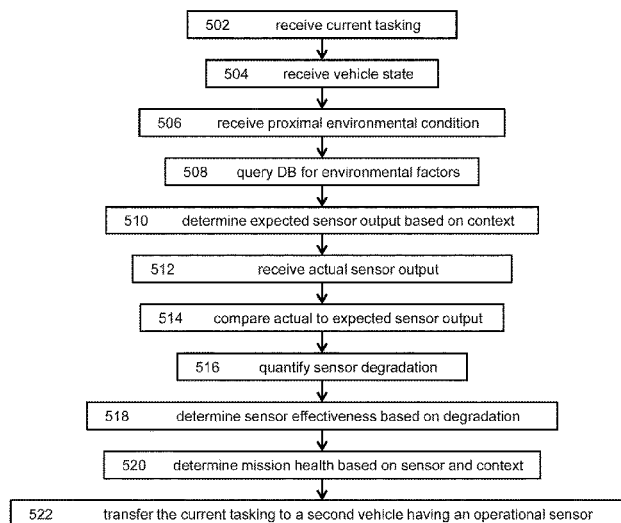 502 receive current tasking
504 receive vehicle state
506 receive proximal environmental condition
508 query DB for environmental factors
510 determine expected sensor output based on context
512 receive actual sensor output
514 compare actual to expected sensor output
516 quantify sensor degradation
518 determine sensor effectiveness based on degradation
520 determine mission health based on sensor and context
522 transfer the current tasking to a second vehicle having an operational sensor